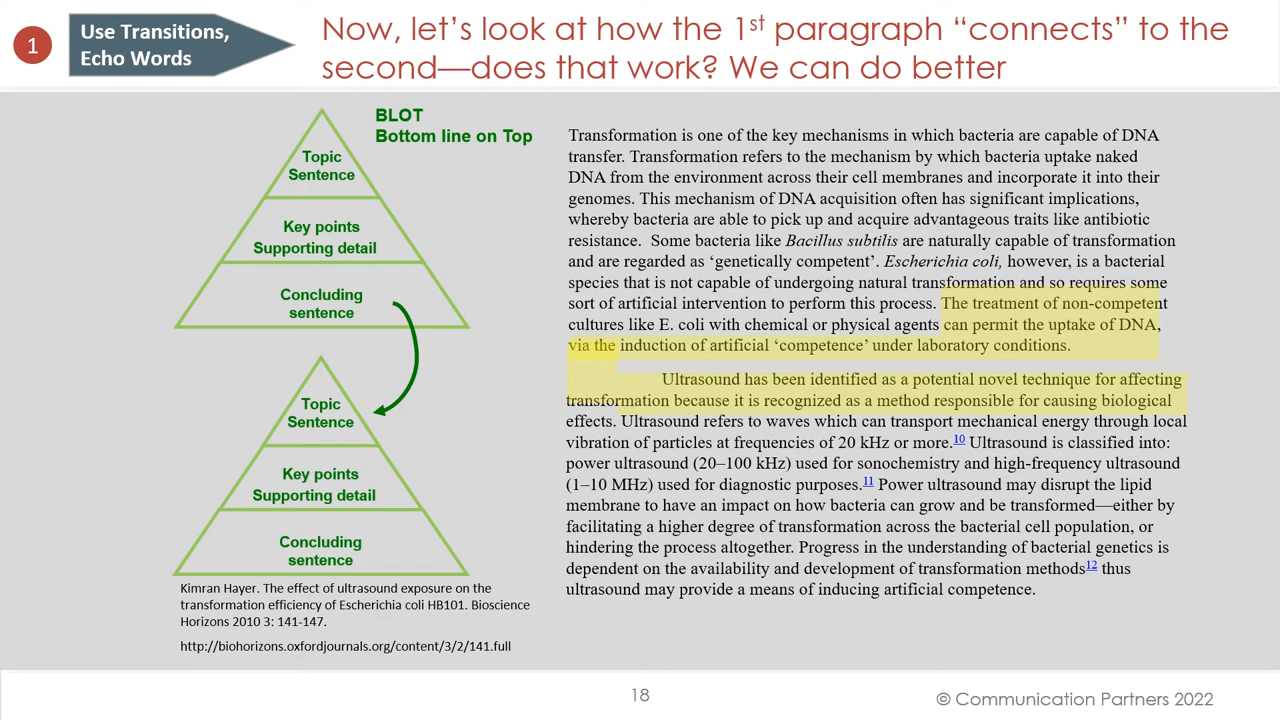 1
Use Transitions,
Echo Words
Now, let’s look at how the 1st paragraph “connects” to the
second—does that work? We can do better
BLOT
Bottom line on Top
Topic
Sentence
Key points
Supporting detail
Concluding
sentence
Topic
Sentence
Key points
Supporting detail
Concluding
sentence
Kimran Hayer. The effect of ultrasound exposure on the
transformation efficiency of Escherichia coli HB101. Bioscience
Horizons 2010 3: 141-147.
http://biohorizons.oxfordjournals.org/content/3/2/141.full
Transformation is one of the key mechanisms in which bacteria are capable of DNA
transfer. Transformation refers to the mechanism by which bacteria uptake naked
DNA from the environment across their cell membranes and incorporate it into their
genomes. This mechanism of DNA acquisition often has significant implications,
whereby bacteria are able to pick up and acquire advantageous traits like antibiotic
resistance. Some bacteria like Bacillus subtilis are naturally capable of transformation
and are regarded as ‘genetically competent’. Escherichia coli, however, is a bacterial
species that is not capable of undergoing natural transformation and so requires some
sort of artificial intervention to perform this process. The treatment of non-competent
cultures like E. coli with chemical or physical agents can permit the uptake of DNA,
via the induction of artificial ‘competence’ under laboratory conditions.
Ultrasound has been identified as a potential novel technique for affecting
transformation because it is recognized as a method responsible for causing biological
effects. Ultrasound refers to waves which can transport mechanical energy through local
vibration of particles at frequencies of 20 kHz or more.10 Ultrasound is classified into:
power ultrasound (20–100 kHz) used for sonochemistry and high-frequency ultrasound
(1–10 MHz) used for diagnostic purposes.11 Power ultrasound may disrupt the lipid
membrane to have an impact on how bacteria can grow and be transformed—either by
facilitating a higher degree of transformation across the bacterial cell population, or
hindering the process altogether. Progress in the understanding of bacterial genetics is
dependent on the availability and development of transformation methods12 thus
ultrasound may provide a means of inducing artificial competence.
18
© Communication Partners 2022